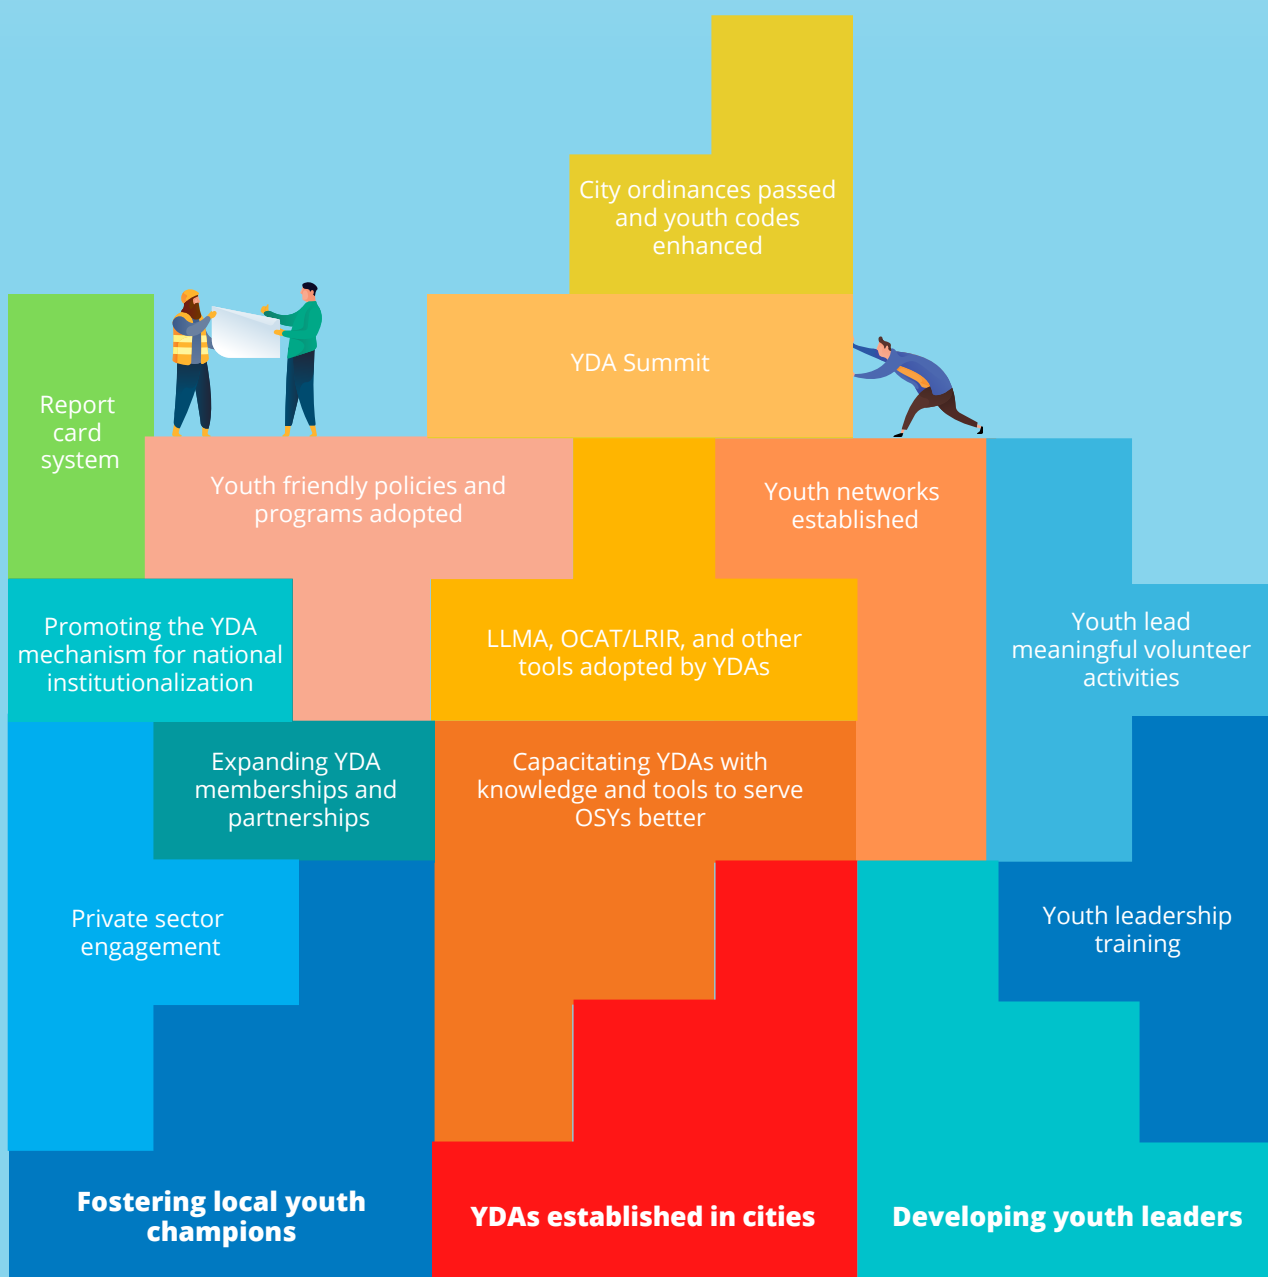 City ordinances passed
and youth codes
enhanced
YDA Summit
Report
card
system
Youth friendly policies and
programs adopted
Youth networks
established
Promoting the YDA
mechanism for national
institutionalization
LLMA, OCAT/LRIR, and other
tools adopted by YDAs
Youth lead
meaningful volunteer
activities
Expanding YDA
memberships and
partnerships
Capacitating YDAs with
knowledge and tools to serve
OSYs better
Private sector
engagement
Youth leadership
training
Fostering local youth
champions
YDAs established in cities
Developing youth leaders